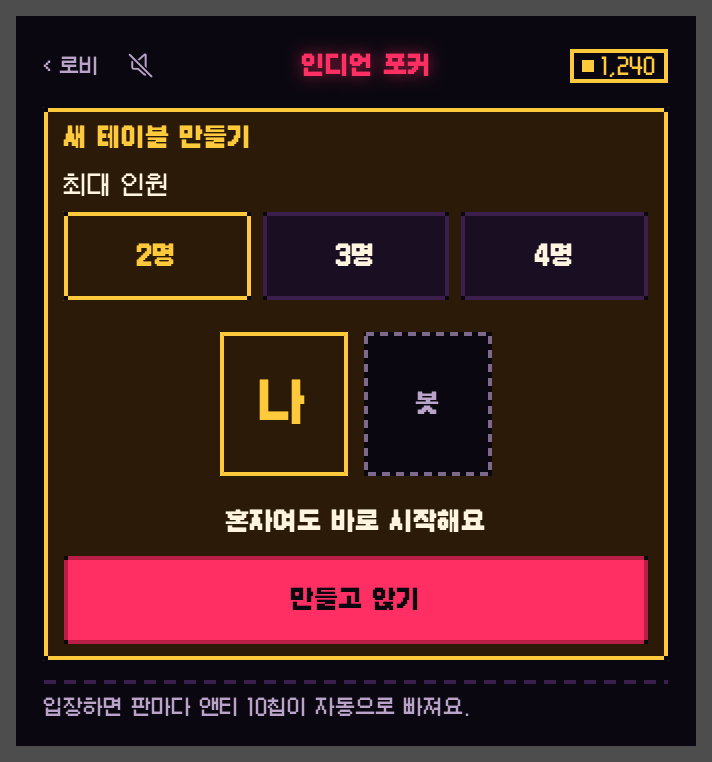 < 로비
인디언 포커
1,240
새 테이블 만들기
최대 인원
2명
3명
4명
나
봇
혼자여도 바로 시작해요
만들고 앉기
입장하면 판마다 앤티 10칩이 자동으로 빠져요.